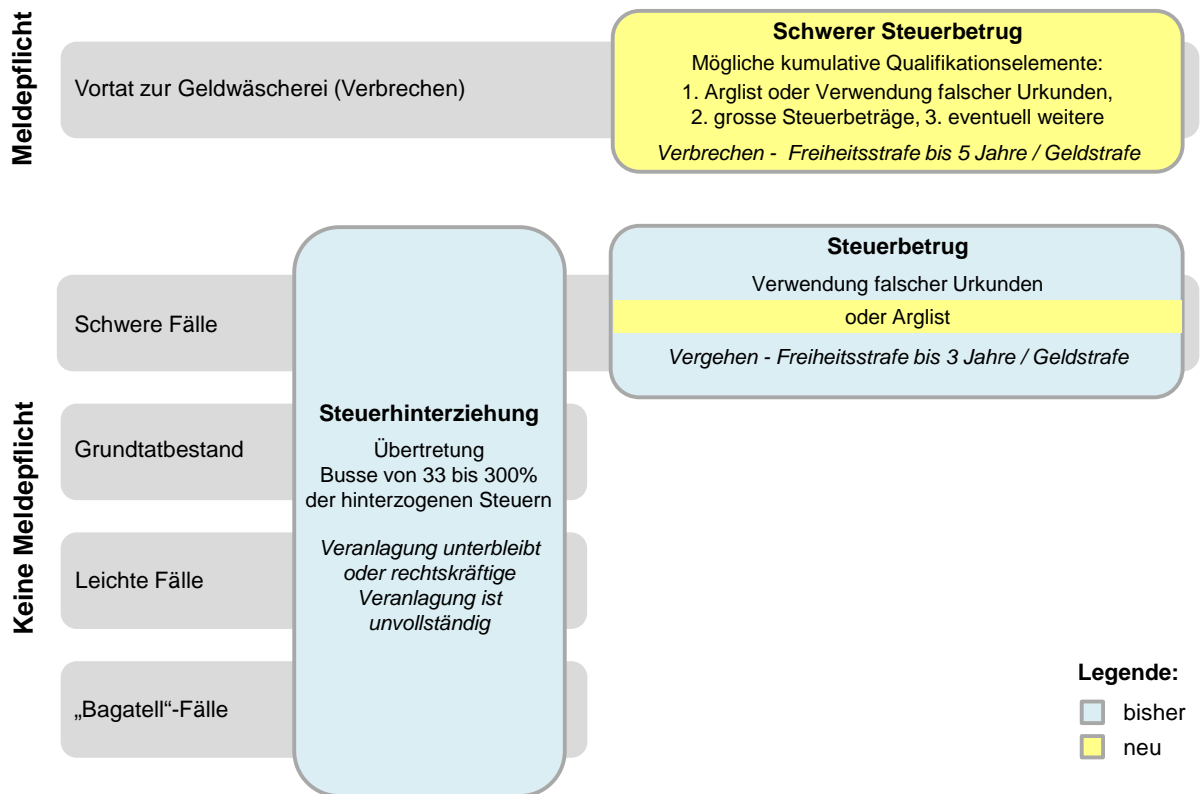 Meldepflicht
Vortat zur Geldwäscherei (Verbrechen)
Schwerer Steuerbetrug
Mögliche kumulative Qualifikationselemente:
1. Arglist oder Verwendung falscher Urkunden,
2. grosse Steuerbeträge, 3. eventuell weitere
Verbrechen - Freiheitsstrafe bis 5 Jahre / Geldstrafe
Keine Meldepflicht
Schwere Fälle
Grundtatbestand
Leichte Fälle
„Bagatell“-Fälle
Steuerhinterziehung
Übertretung
Busse von 33 bis 300%
der hinterzogenen Steuern
Veranlagung unterbleibt
oder rechtskräftige
Veranlagung ist
unvollständig
Steuerbetrug
Verwendung falscher Urkunden
oder Arglist
Vergehen - Freiheitsstrafe bis 3 Jahre / Geldstrafe
Legende:
bisher
neu